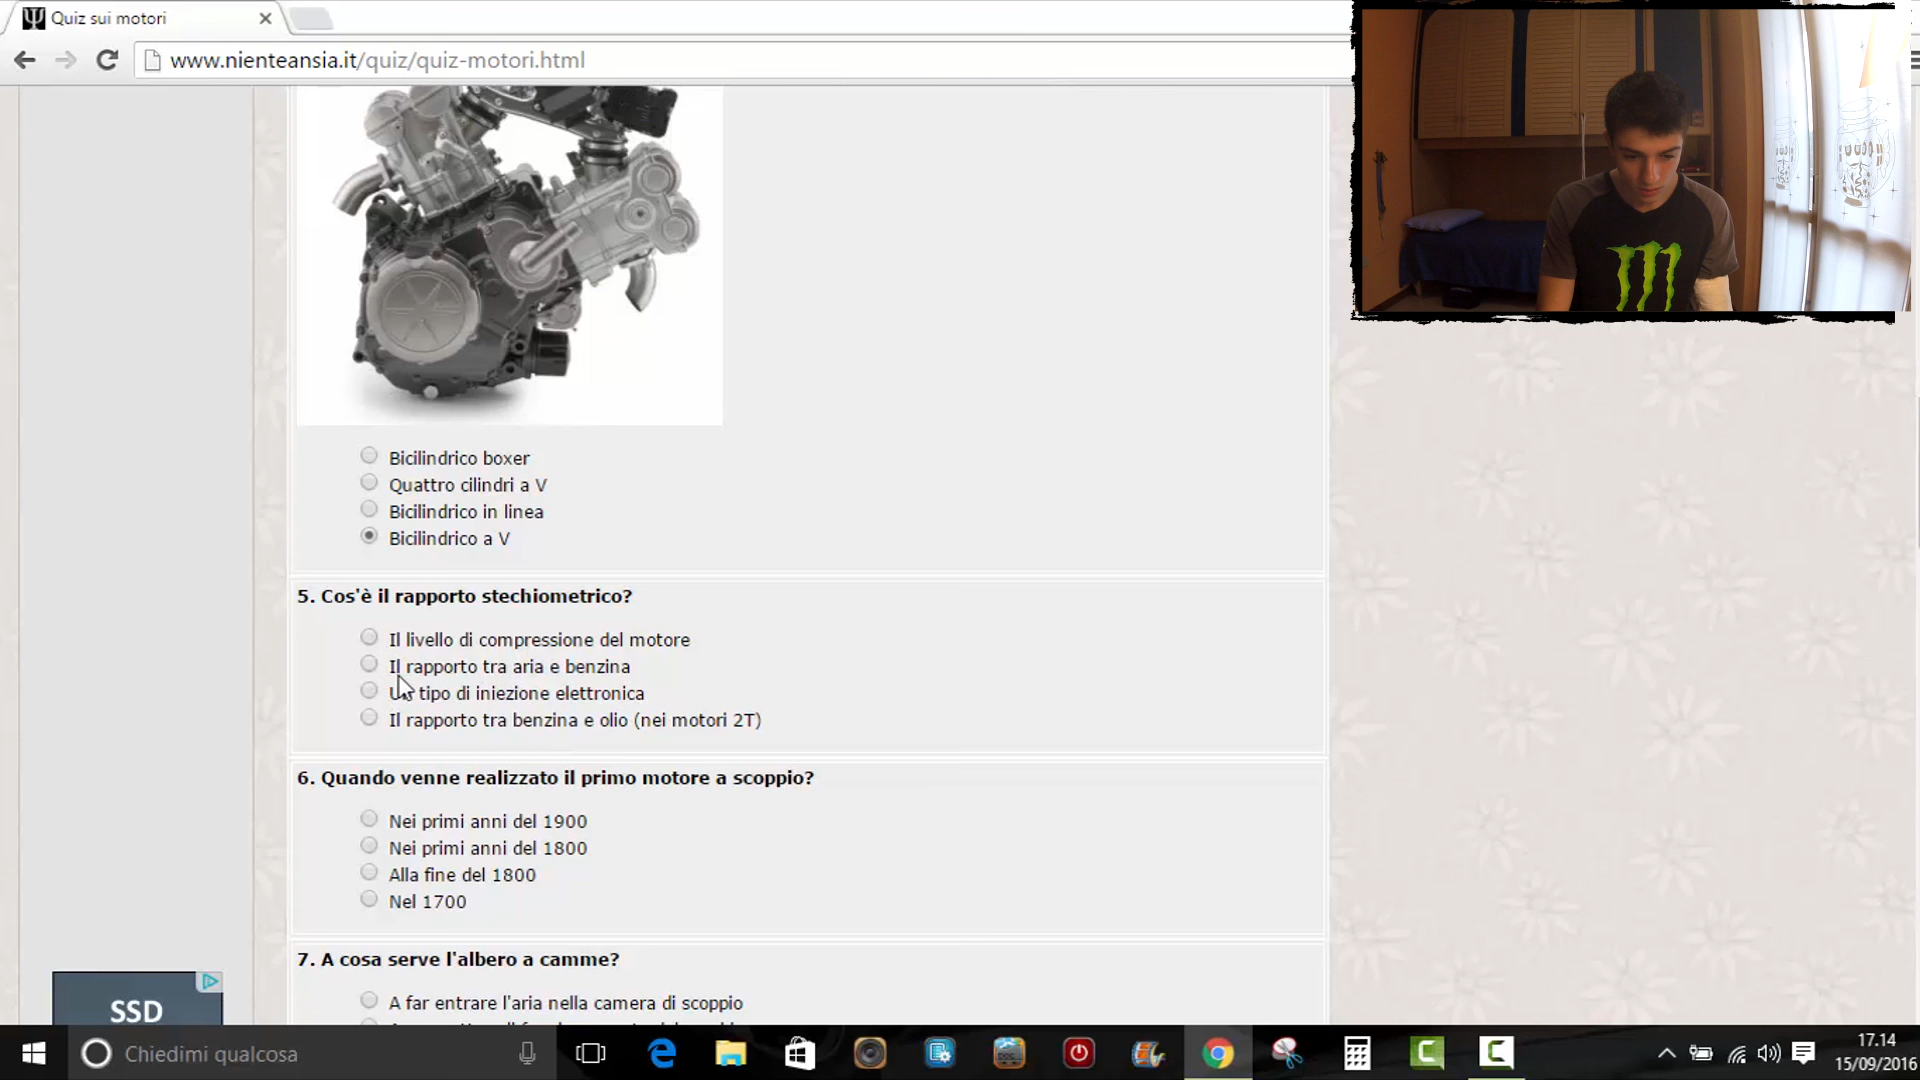 Quiz sui motori
www.nienteansia.it/quiz/quiz-motori.html
Bicilindrico boxer
Quattro cilindri a V
Bicilindrico in linea
Bicilindrico a V
5. Cos'è il rapporto stechiometrico?
Il livello di compressione del motore
Il rapporto tra aria e benzina
Un tipo di iniezione elettronica
Il rapporto tra benzina e olio (nei motori 2T)
6. Quando venne realizzato il primo motore a scoppio?
Nei primi anni del 1900
Nei primi anni del 1800
Alla fine del 1800
Nel 1700
7. A cosa serve l'albero a camme?
A far entrare l'aria nella camera di scoppio
SSD
Chiedimi qualcosa
17.14
15/09/2016